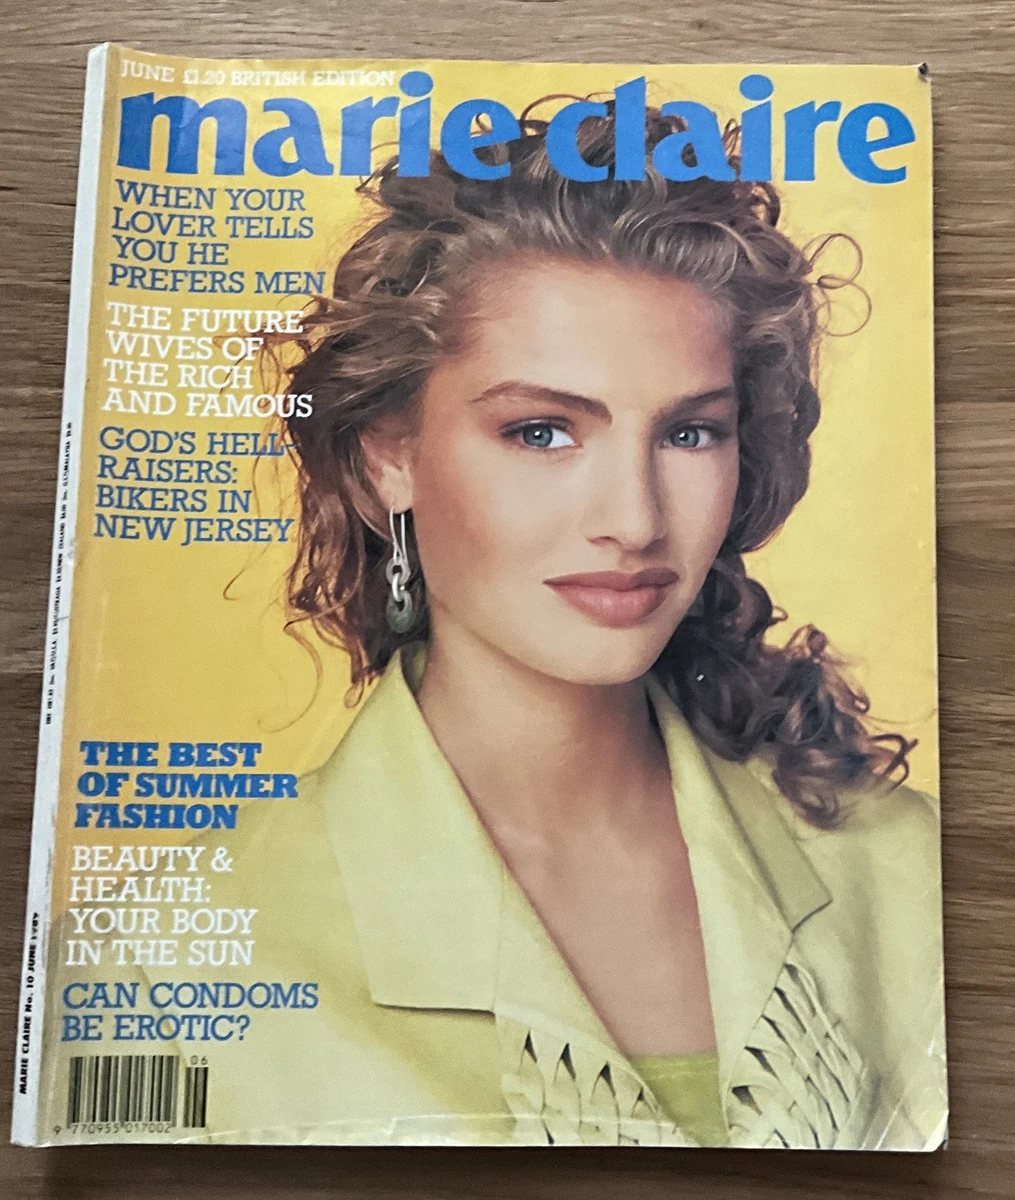 JUNE £1.20 BRITISH EDITION
marie claire
WHEN YOUR
LOVER TELLS
YOU HE
PREFERS MEN
THE FUTURE
WIVES OF
THE RICH
AND FAMOUS
GOD'S HELL-
RAISERS:
BIKERS IN
NEW JERSEY
THE BEST
OF SUMMER
FASHION
BEAUTY &
HEALTH:
YOUR BODY
IN THE SUN
CAN CONDOMS
BE EROTIC?
06
9 770955 017002
MARIE CLAIRE No. 10 JUNE 1989